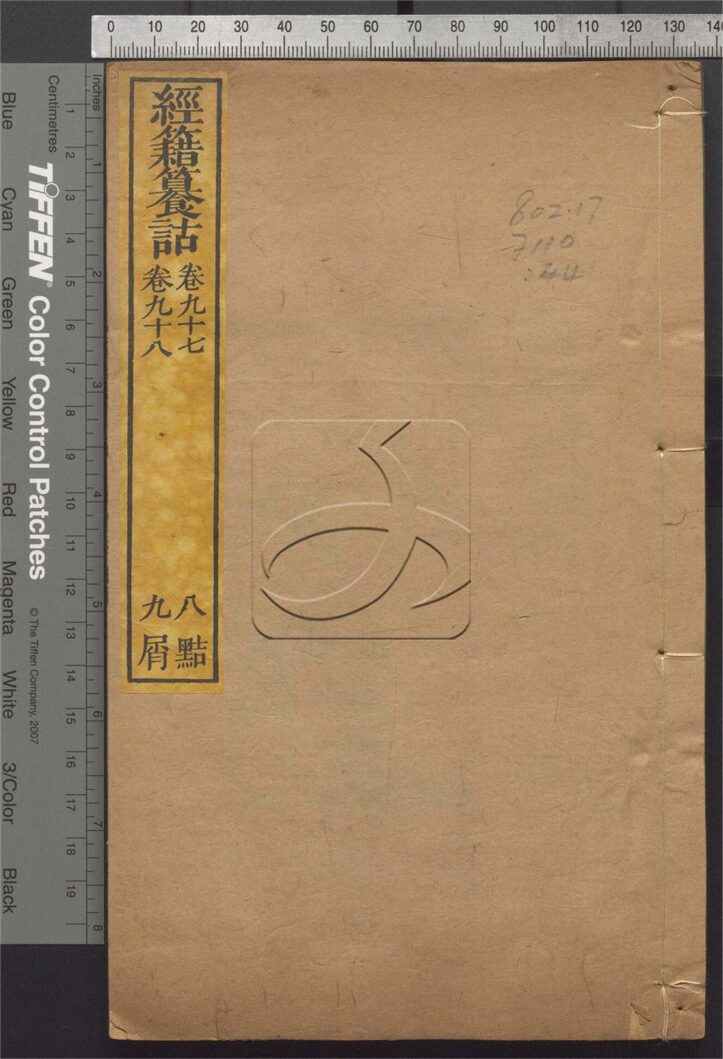 0 10 20 30 40 50 60 70 80 90 100 110 120 130 140
經籍籑詁
卷九十七
卷九十八
八黠
九屑
802.17
7110
:44
inches
1 2 3 4 5 6 7 8
Centimetres
1 2 3 4 5 6 7 8 9 10 11 12 13 14 15 16 17 18 19
TIFFEN® Color Control Patches
© The Tiffen Company, 2007
Blue Cyan Green Yellow Red Magenta White 3/Color Black